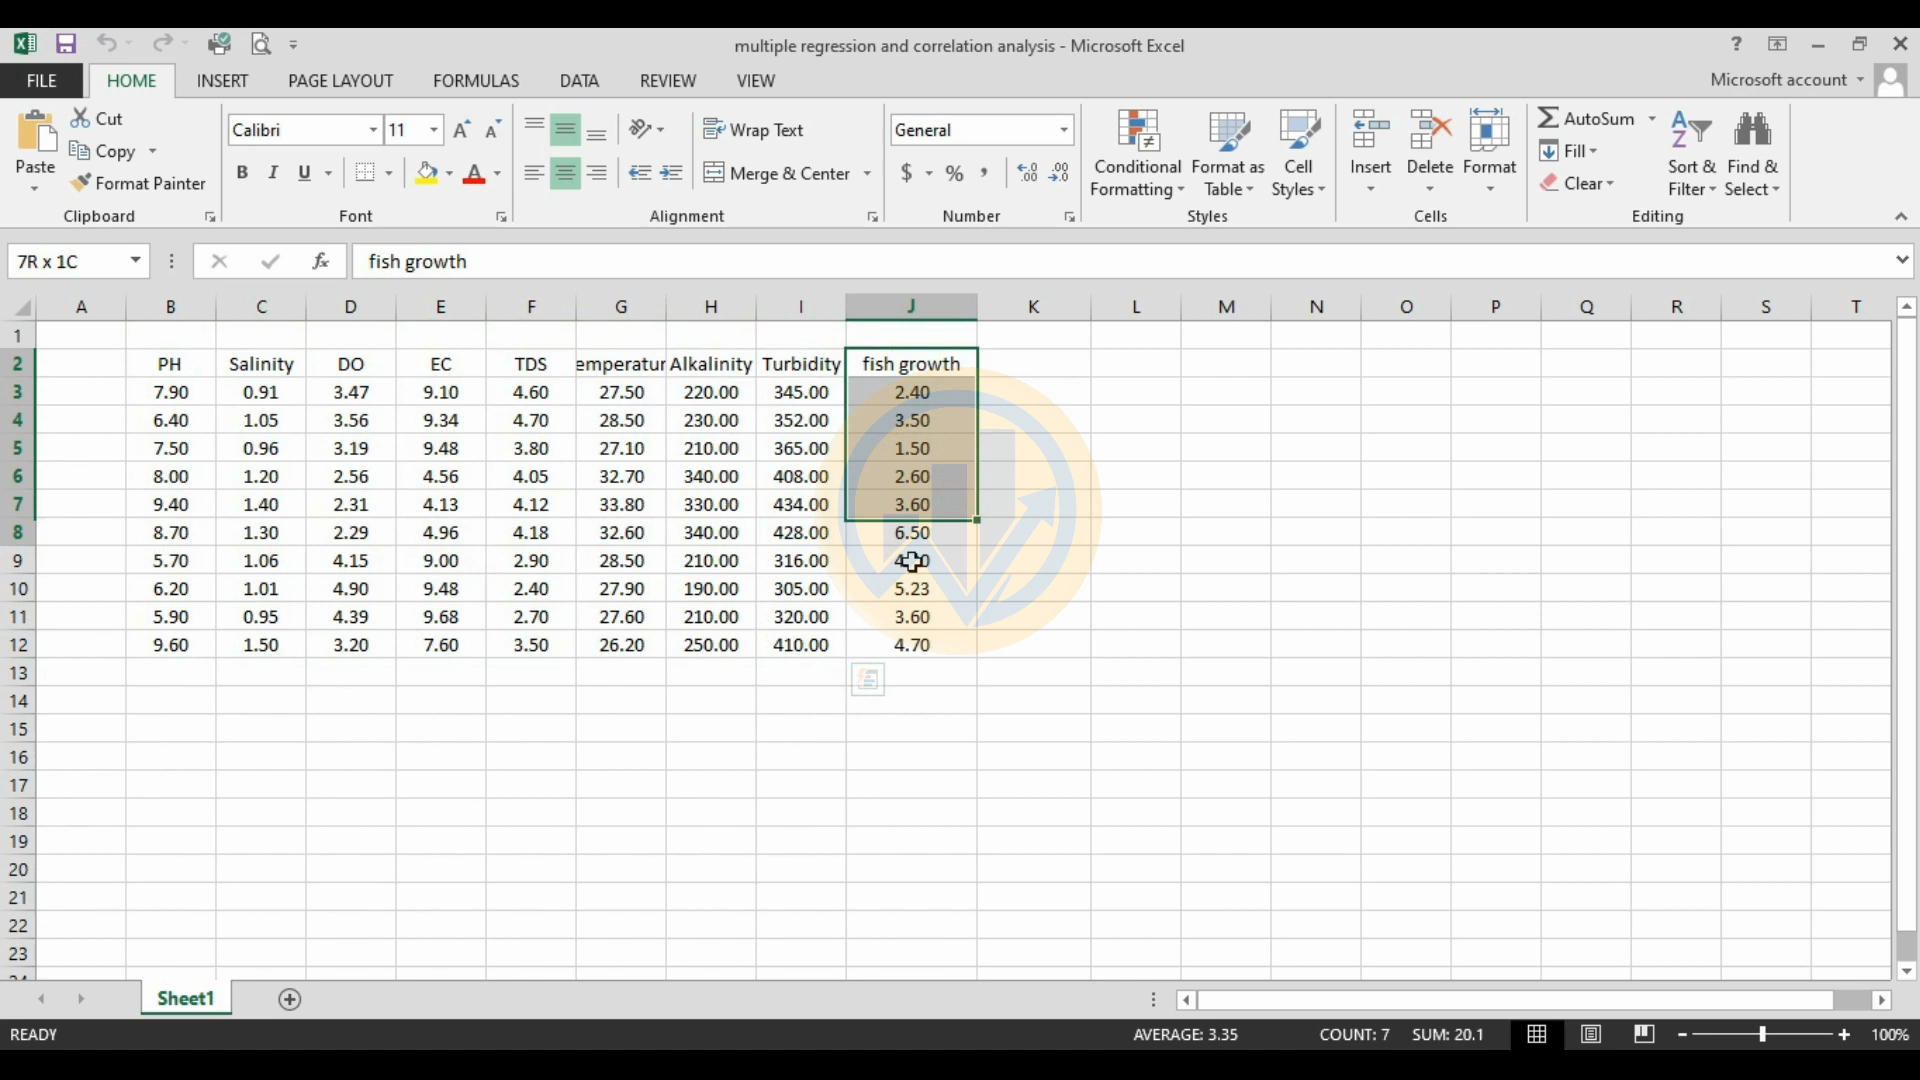 multiple regression and correlation analysis - Microsoft Excel
?
FILE HOME INSERT PAGE LAYOUT FORMULAS DATA REVIEW VIEW Microsoft account
Paste
Cut
Copy
Format Painter
Clipboard
Calibri 11
B I U A
Font
Wrap Text
Merge & Center
Alignment
General
$ % ,
Number
Conditional Formatting
Format as Table
Cell Styles
Styles
Insert
Delete
Format
Cells
AutoSum
Fill
Clear
Sort & Filter
Find & Select
Editing
7R x 1C fx fish growth
A B C D E F G H I J K L M N O P Q R S T
1
2 PH Salinity DO EC TDS emperatur Alkalinity Turbidity fish growth
3 7.90 0.91 3.47 9.10 4.60 27.50 220.00 345.00 2.40
4 6.40 1.05 3.56 9.34 4.70 28.50 230.00 352.00 3.50
5 7.50 0.96 3.19 9.48 3.80 27.10 210.00 365.00 1.50
6 8.00 1.20 2.56 4.56 4.05 32.70 340.00 408.00 2.60
7 9.40 1.40 2.31 4.13 4.12 33.80 330.00 434.00 3.60
8 8.70 1.30 2.29 4.96 4.18 32.60 340.00 428.00 6.50
9 5.70 1.06 4.15 9.00 2.90 28.50 210.00 316.00
10 6.20 1.01 4.90 9.48 2.40 27.90 190.00 305.00 5.23
11 5.90 0.95 4.39 9.68 2.70 27.60 210.00 320.00 3.60
12 9.60 1.50 3.20 7.60 3.50 26.20 250.00 410.00 4.70
13
14
15
16
17
18
19
20
21
22
23
Sheet1
READY AVERAGE: 3.35 COUNT: 7 SUM: 20.1 100%